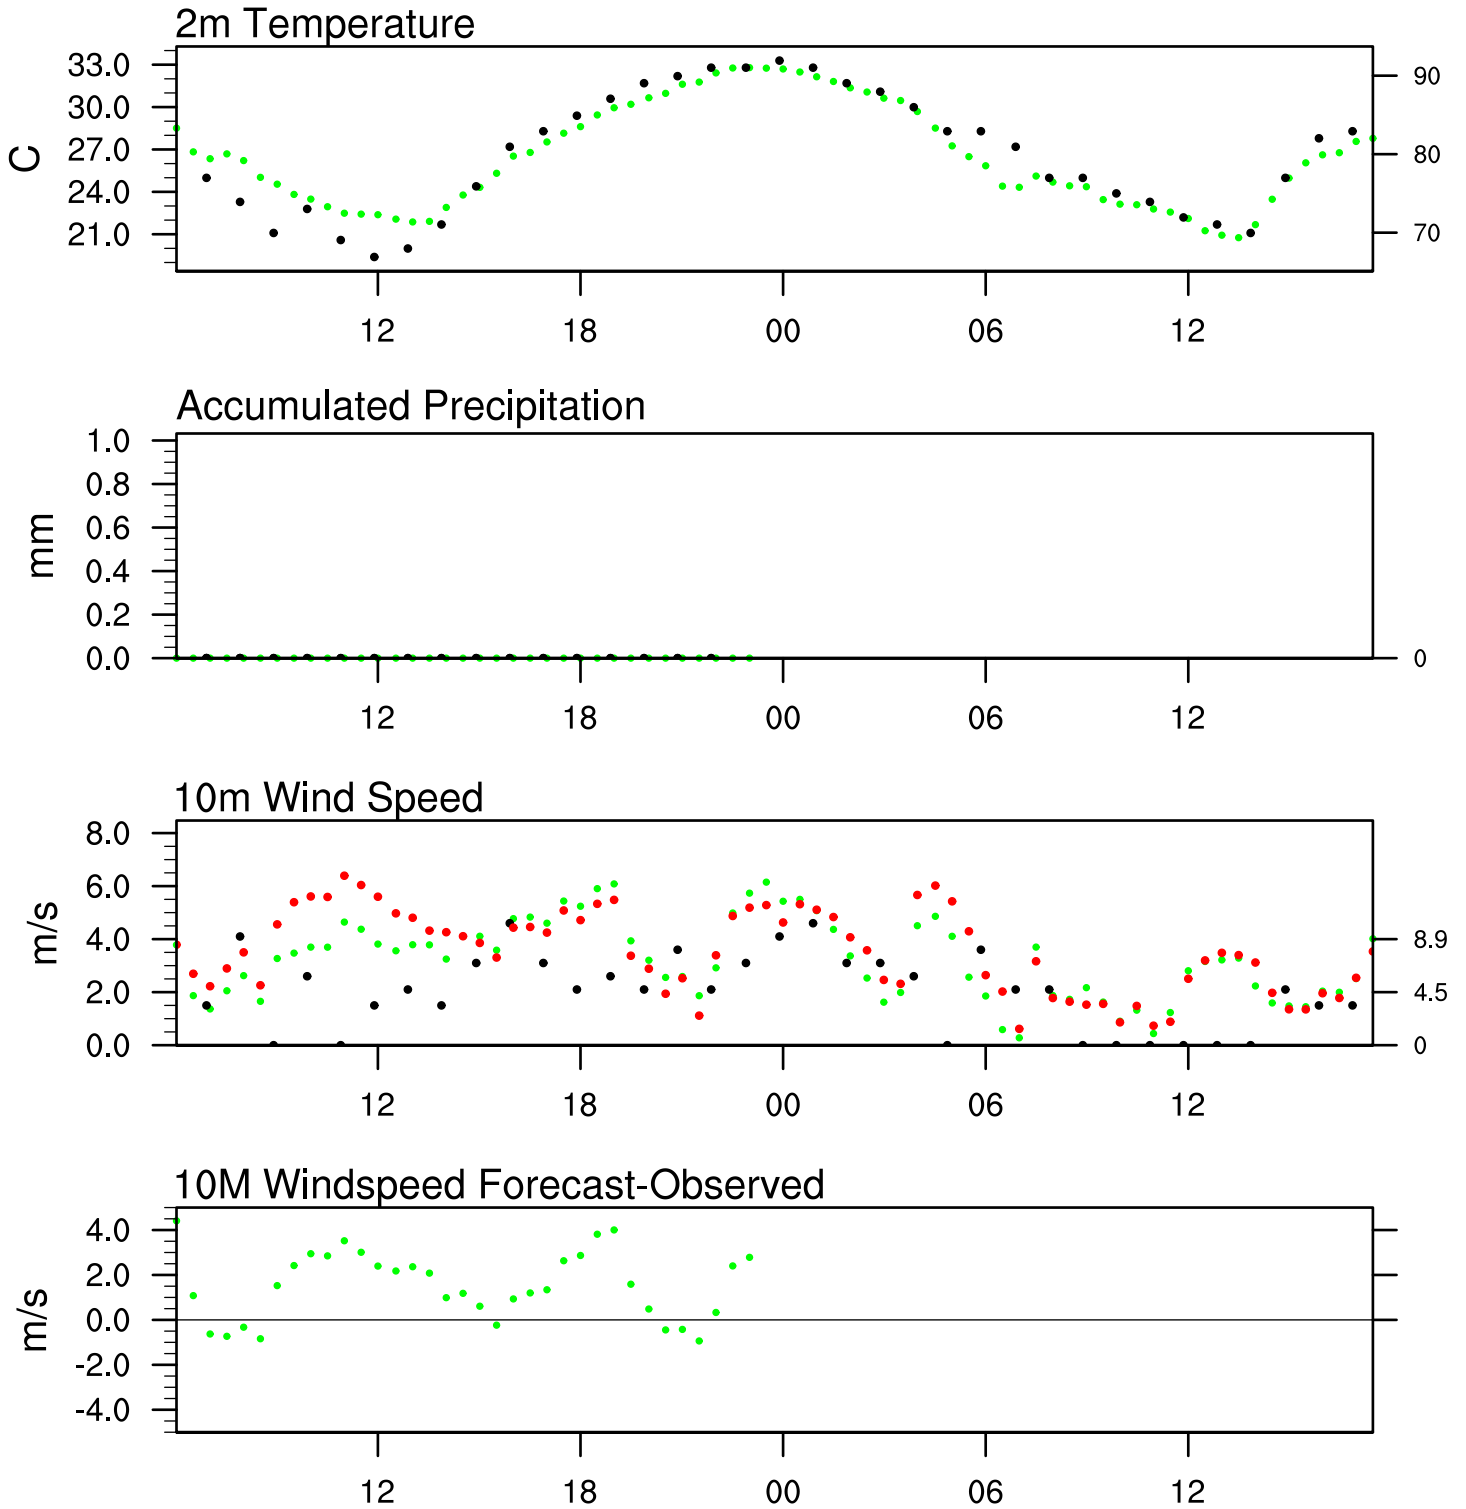 2m Temperature
33.0
30.0
27.0
24.0
21.0
C
90
80
70
12 18 00 06 12
Accumulated Precipitation
1.0
0.8
0.6
0.4
0.2
0.0
mm
0
12 18 00 06 12
10m Wind Speed
8.0
6.0
4.0
2.0
0.0
m/s
8.9
4.5
0
12 18 00 06 12
10M Windspeed Forecast-Observed
4.0
2.0
0.0
-2.0
-4.0
m/s
12 18 00 06 12